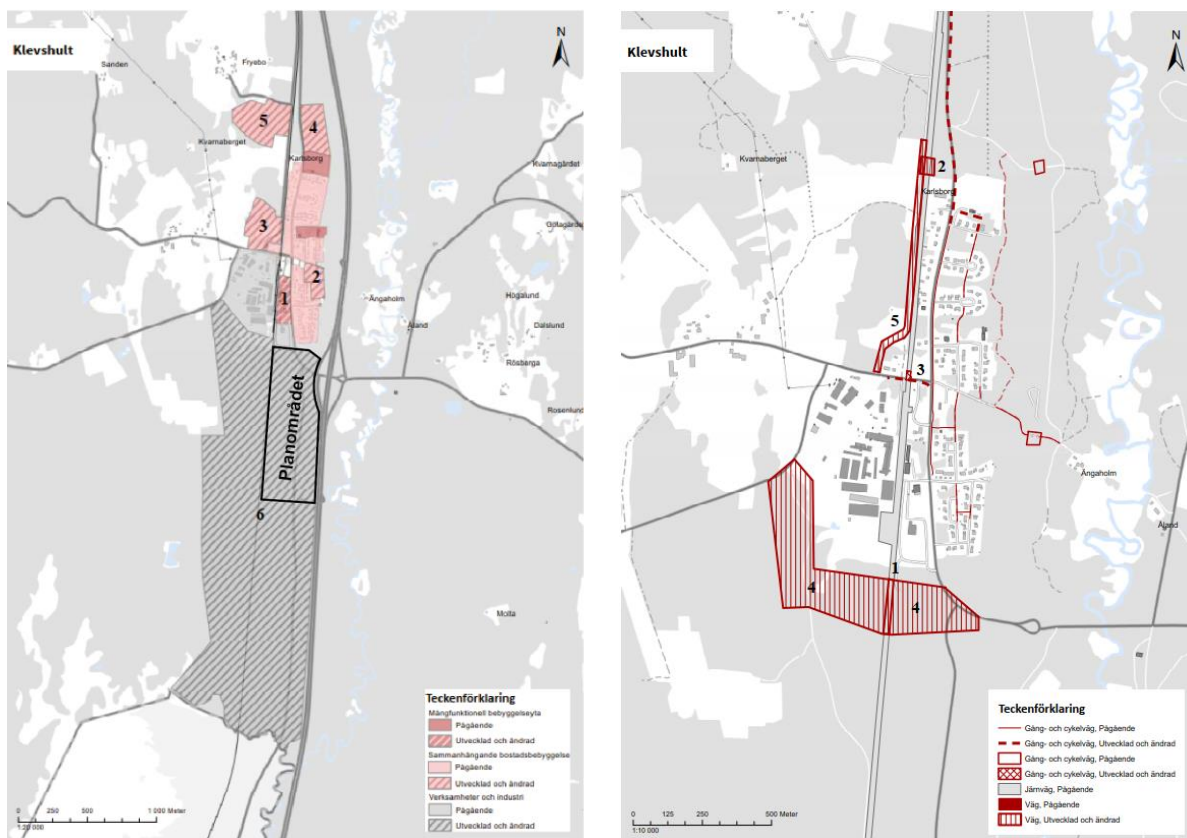 Klevshult
N
Sanden
Fryebo
5
4
Kvarnaberget
Karlsborg
Kvarnagården
3
Götagården
2
1
Ängaholm
Högalund
Åland
Dalslund
Rösberga
Rosenlund
Planområdet
6
Molta
Teckenförklaring
Mångfunktionell bebyggelseyta
Pågående
Utvecklad och ändrad
Sammanhängande bostadsbebyggelse
Pågående
Utvecklad och ändrad
Verksamheter och industri
Pågående
Utvecklad och ändrad
0 250 500 1 000 Meter
1:20 000
Klevshult
N
Kvarnaberget
2
Karlsborg
5
3
Ängaholm
Åland
1
4
4
Teckenförklaring
Gång- och cykelväg, Pågående
Gång- och cykelväg, Utvecklad och ändrad
Gång- och cykelväg, Pågående
Gång- och cykelväg, Utvecklad och ändrad
Järnväg, Pågående
Väg, Pågående
Väg, Utvecklad och ändrad
0 125 250 500 Meter
1:10 000